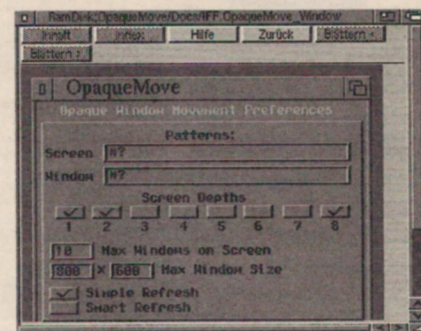 RamDisk:OpaqueMove/Docs/IFF.OpaqueMove_Window
Inhalt Index Hilfe Zurück Blättern <
Blättern >
OpaqueMove
Opaque Window Movement Preferences
Patterns:
Screen #?
Window #?
Screen Depths
1 2 3 4 5 6 7 8
10 Max Windows on Screen
800 × 600 Max Window Size
Simple Refresh
Smart Refresh